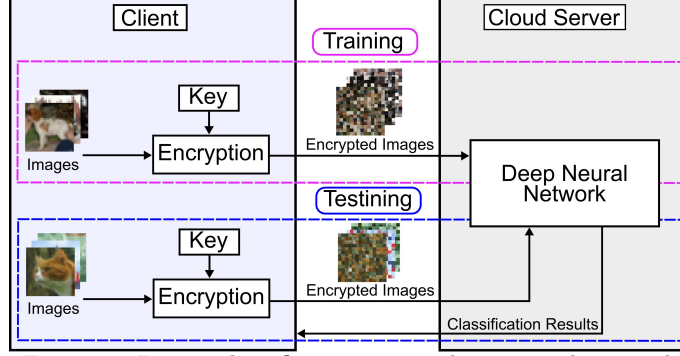 Client
Cloud Server
Training
Key
Encryption
Images
Encrypted Images
Deep Neural
Network
Testining
Key
Encryption
Images
Encrypted Images
Classification Results